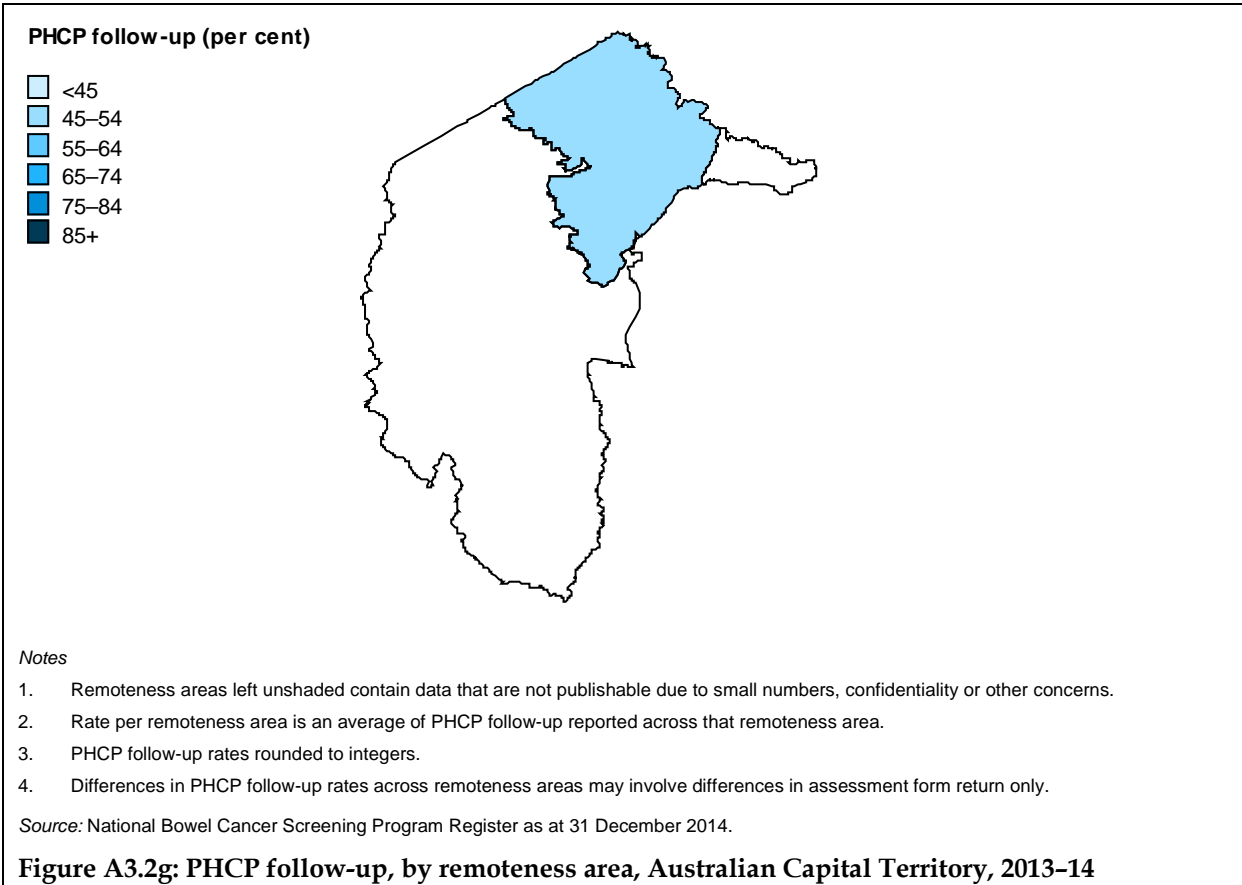 PHCP follow-up (per cent)
<45
45–54
55–64
65–74
75–84
85+
Notes
1. Remoteness areas left unshaded contain data that are not publishable due to small numbers, confidentiality or other concerns.
2. Rate per remoteness area is an average of PHCP follow-up reported across that remoteness area.
3. PHCP follow-up rates rounded to integers.
4. Differences in PHCP follow-up rates across remoteness areas may involve differences in assessment form return only.
Source: National Bowel Cancer Screening Program Register as at 31 December 2014.
Figure A3.2g: PHCP follow-up, by remoteness area, Australian Capital Territory, 2013–14